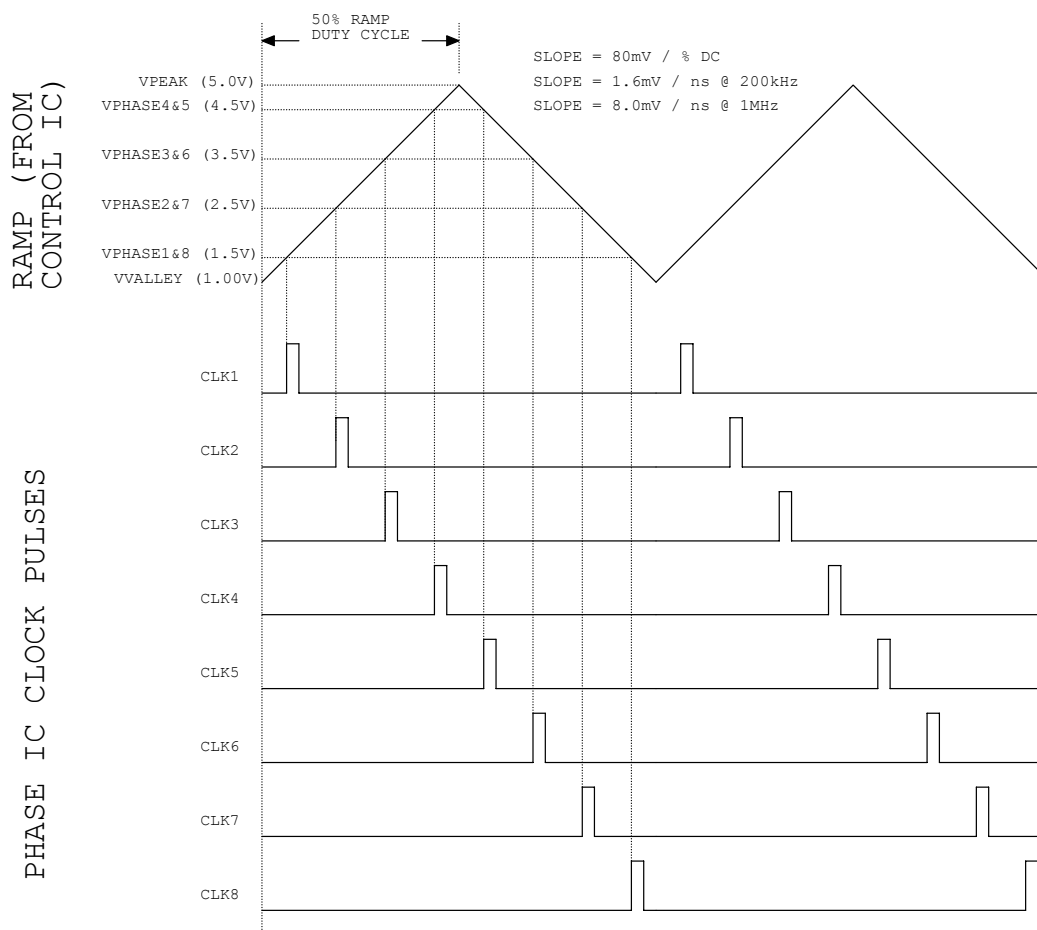 50% RAMP
DUTY CYCLE
SLOPE = 80mV / % DC
SLOPE = 1.6mV / ns @ 200kHz
SLOPE = 8.0mV / ns @ 1MHz
RAMP (FROM
CONTROL IC)
VPEAK (5.0V)
VPHASE4&5 (4.5V)
VPHASE3&6 (3.5V)
VPHASE2&7 (2.5V)
VPHASE1&8 (1.5V)
VVALLEY (1.00V)
PHASE IC CLOCK PULSES
CLK1
CLK2
CLK3
CLK4
CLK5
CLK6
CLK7
CLK8